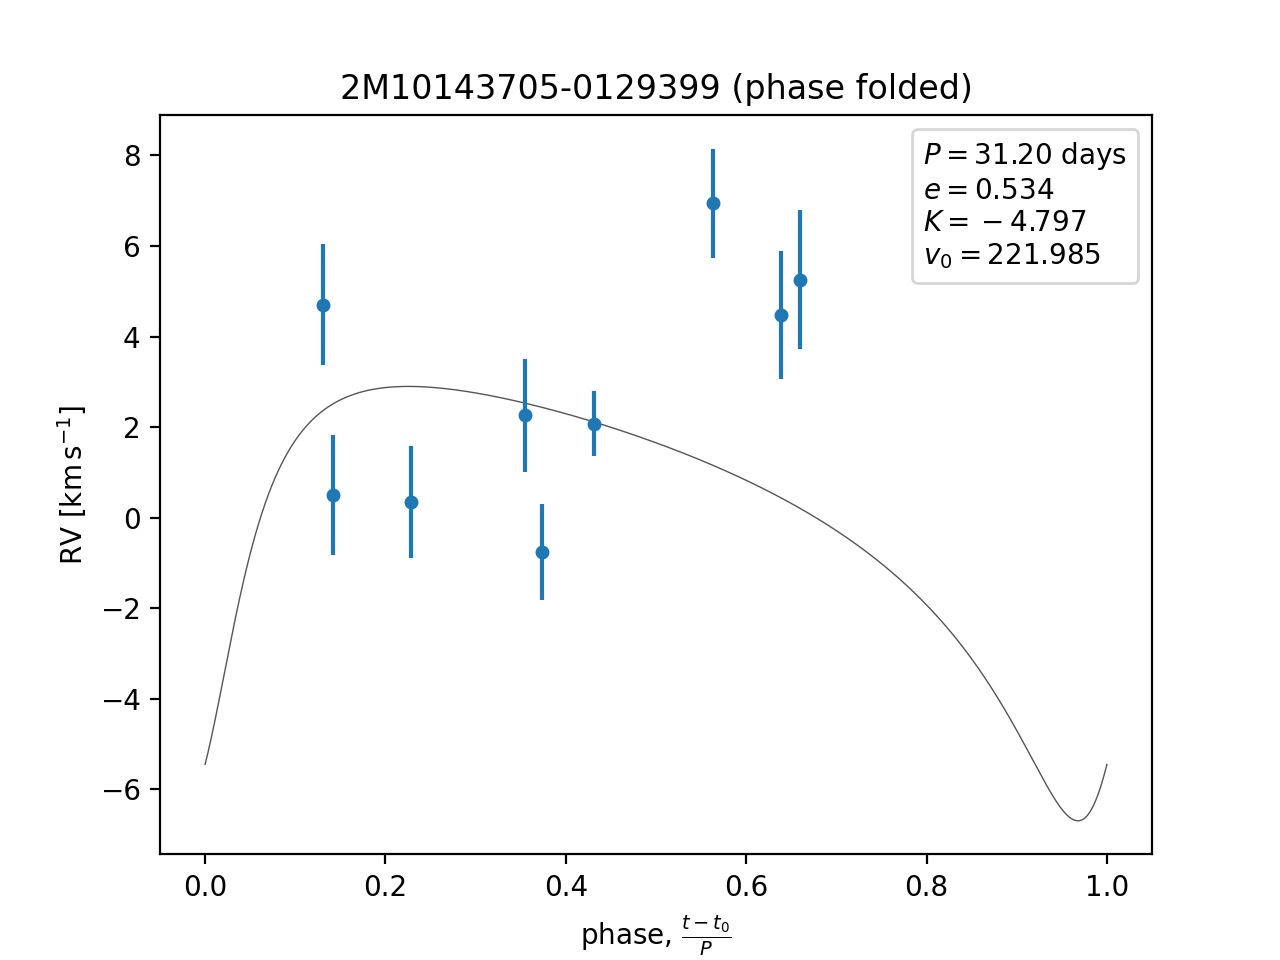 2M10143705-0129399 (phase folded)
P = 31.20 days
e = 0.534
K = −4.797
v₀ = 221.985
RV [km s⁻¹]
8
6
4
2
0
−2
−4
−6
0.0 0.2 0.4 0.6 0.8 1.0
phase, (t − t₀)/P